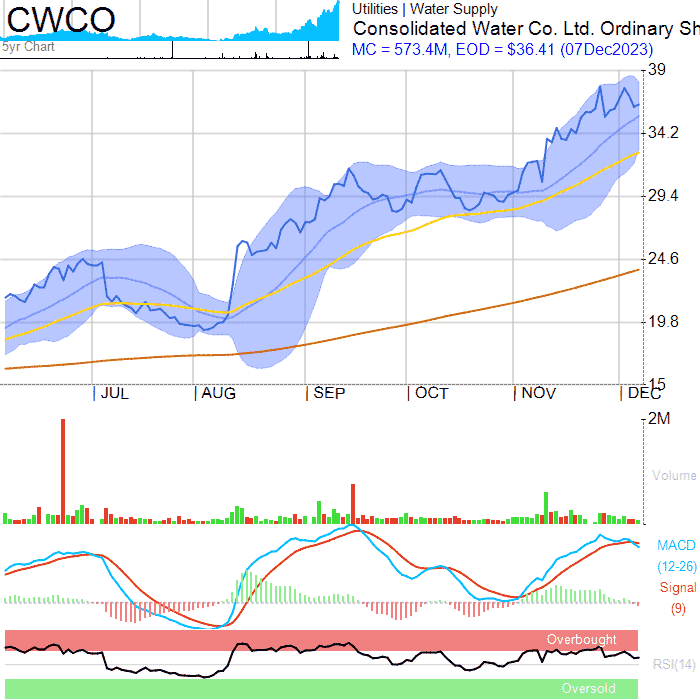 CWCO
5yr Chart
Utilities | Water Supply
Consolidated Water Co. Ltd. Ordinary Sh
MC = 573.4M, EOD = $36.41 (07Dec2023)
39
34.2
29.4
24.6
19.8
15
JUL AUG SEP OCT NOV DEC
2M
Volume
MACD
(12-26)
Signal
(9)
Overbought
RSI(14)
Oversold